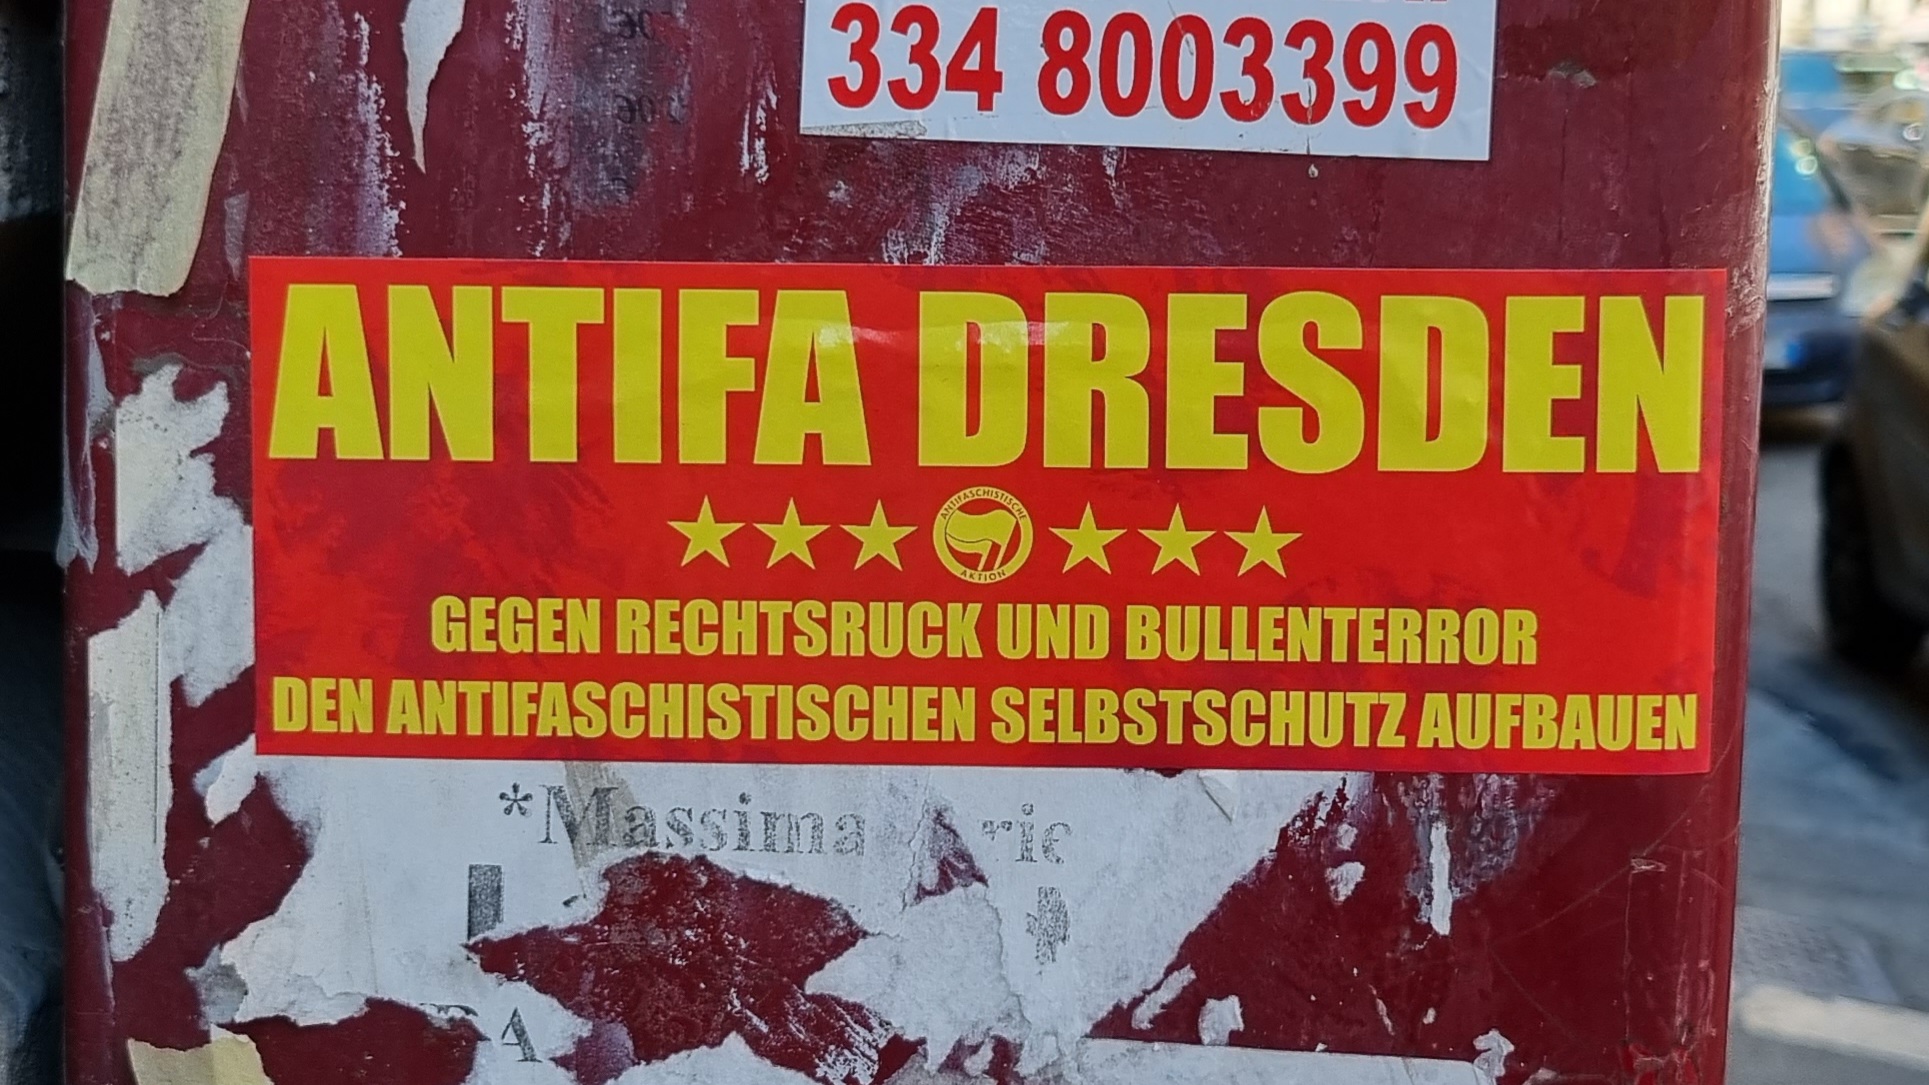 334 8003399
ANTIFA DRESDEN
ANTIFASCHISTISCHE
AKTION
GEGEN RECHTSRUCK UND BULLENTERROR
DEN ANTIFASCHISTISCHEN SELBSTSCHUTZ AUFBAUEN
*Massima